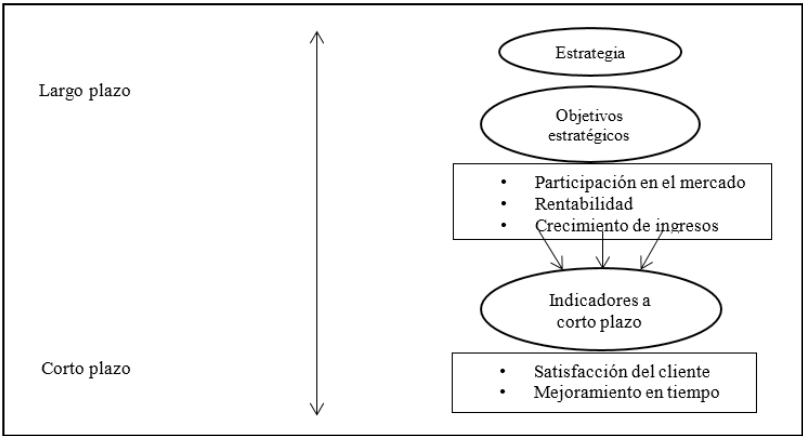 Estrategia
Largo plazo
Objetivos
estratégicos
• Participación en el mercado
• Rentabilidad
• Crecimiento de ingresos
Indicadores a
corto plazo
Corto plazo
• Satisfacción del cliente
• Mejoramiento en tiempo